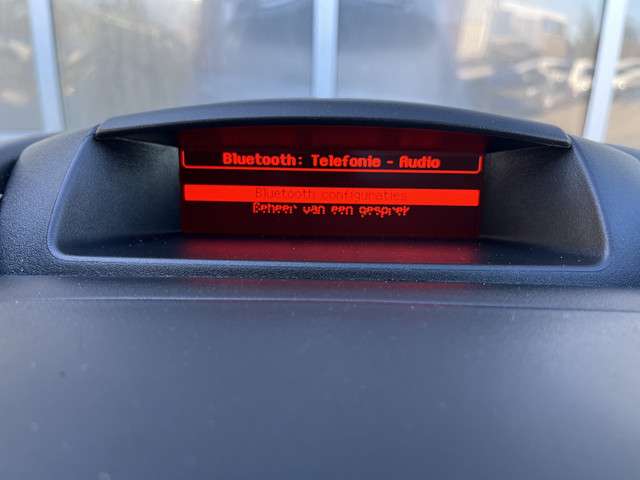 Bluetooth: Telefonie - Audio
Bluetooth configuraties
Beheer van een gesprek